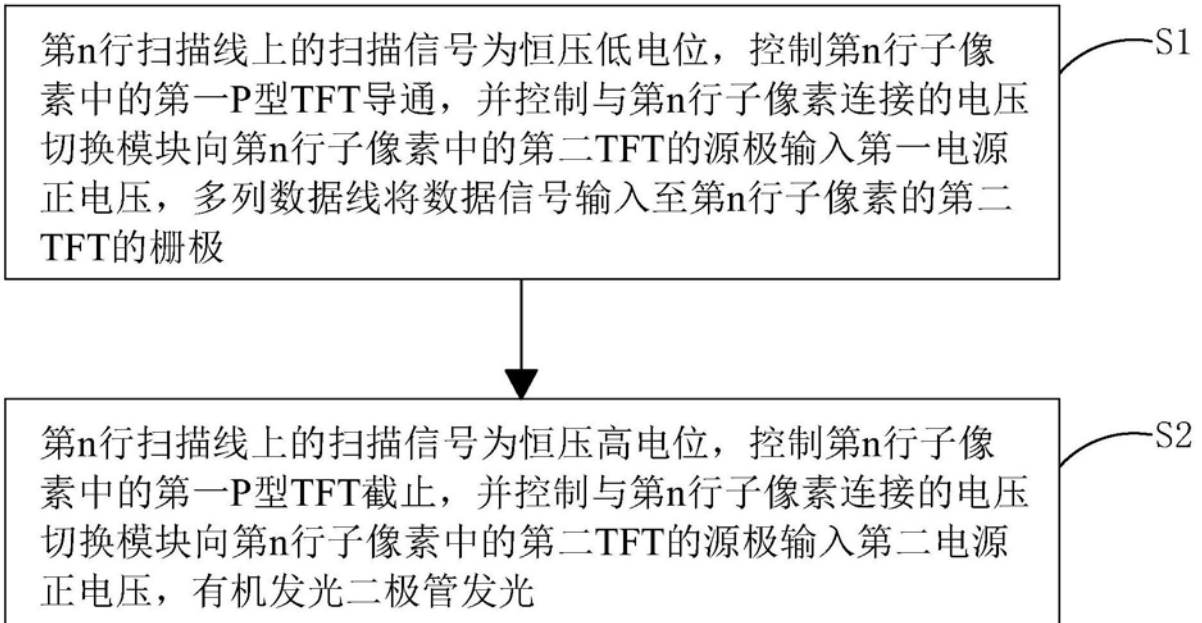 第n行扫描线上的扫描信号为恒压低电位，控制第n行子像
素中的第一P型TFT导通，并控制与第n行子像素连接的电压
切换模块向第n行子像素中的第二TFT的源极输入第一电源
正电压，多列数据线将数据信号输入至第n行子像素的第二
TFT的栅极
S1
第n行扫描线上的扫描信号为恒压高电位，控制第n行子像
素中的第一P型TFT截止，并控制与第n行子像素连接的电压
切换模块向第n行子像素中的第二TFT的源极输入第二电源
正电压，有机发光二极管发光
S2